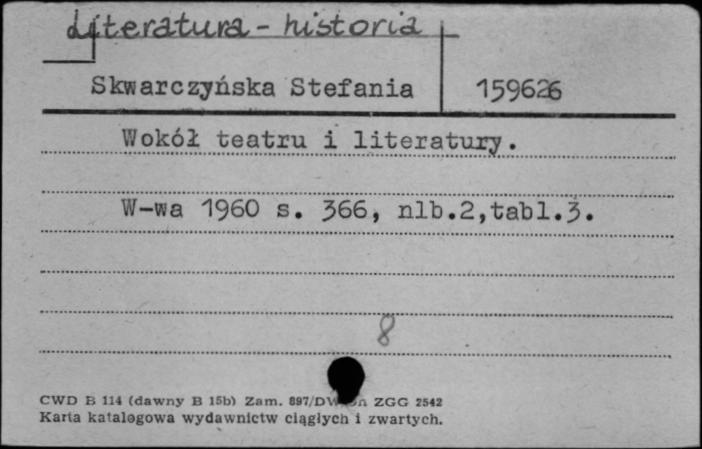 Literatura - historia
Skwarczyńska Stefania 159626
Wokół teatru i literatury.
W-wa 1960 s. 366, nlb.2,tabl.3.
8
CWD B 114 (dawny B 15b) Zam. 897/DW ZGG 2542
Karta katalogowa wydawnictw ciągłych i zwartych.